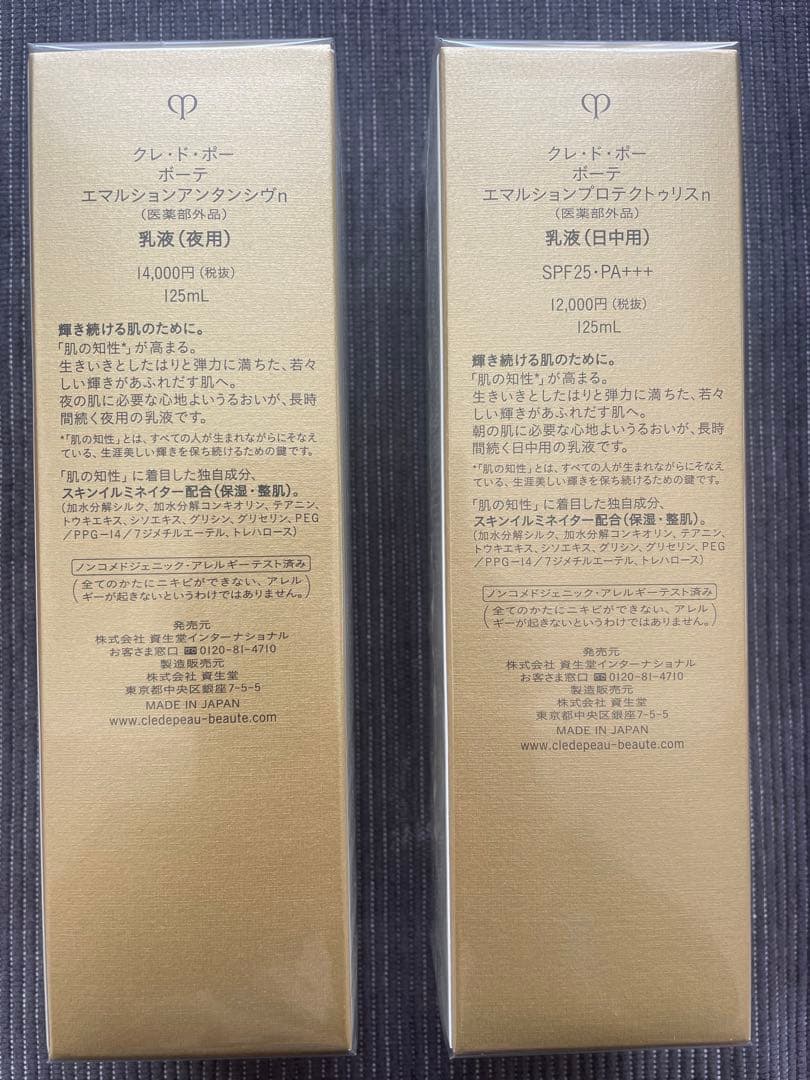 クレ・ド・ポー
ボーテ
エマルションアンタンシヴn
(医薬部外品)
乳液(夜用)
14,000円(税抜)
125mL
輝き続ける肌のために。
「肌の知性*」が高まる。
生きいきとしたはりと弾力に満ちた、若々
しい輝きがあふれだす肌へ。
夜の肌に必要な心地よいうるおいが、長時
間続く夜用の乳液です。
*「肌の知性」とは、すべての人が生まれながらにそなえ
ている、生涯美しい輝きを保ち続けるための鍵です。
「肌の知性」に着目した独自成分、
スキンイルミネイター配合(保湿・整肌)。
(加水分解シルク、加水分解コンキオリン、テアニン、
トウキエキス、シソエキス、グリシン、グリセリン、PEG
/PPG-14/7ジメチルエーテル、トレハロース)
ノンコメドジェニック・アレルギーテスト済み
(全てのかたにニキビができない、アレル
ギーが起きないというわけではありません。)
発売元
株式会社 資生堂インターナショナル
お客さま窓口 0120-81-4710
製造販売元
株式会社 資生堂
東京都中央区銀座7-5-5
MADE IN JAPAN
www.cledepeau-beaute.com
クレ・ド・ポー
ボーテ
エマルションプロテクトゥリスn
(医薬部外品)
乳液(日中用)
SPF25・PA+++
12,000円(税抜)
125mL
輝き続ける肌のために。
「肌の知性*」が高まる。
生きいきとしたはりと弾力に満ちた、若々
しい輝きがあふれだす肌へ。
朝の肌に必要な心地よいうるおいが、長時
間続く日中用の乳液です。
*「肌の知性」とは、すべての人が生まれながらにそなえ
ている、生涯美しい輝きを保ち続けるための鍵です。
「肌の知性」に着目した独自成分、
スキンイルミネイター配合(保湿・整肌)。
(加水分解シルク、加水分解コンキオリン、テアニン、
トウキエキス、シソエキス、グリシン、グリセリン、PEG
/PPG-14/7ジメチルエーテル、トレハロース)
ノンコメドジェニック・アレルギーテスト済み
(全てのかたにニキビができない、アレル
ギーが起きないというわけではありません。)
発売元
株式会社 資生堂インターナショナル
お客さま窓口 0120-81-4710
製造販売元
株式会社 資生堂
東京都中央区銀座7-5-5
MADE IN JAPAN
www.cledepeau-beaute.com